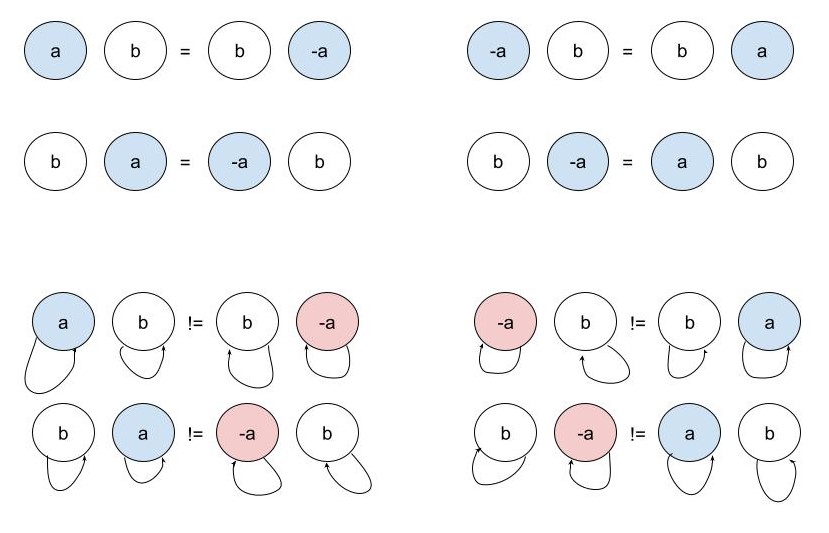 a b = b -a
-a b = b a
b a = -a b
b -a = a b
a b != b -a
-a b != b a
b a != -a b
b -a != a b